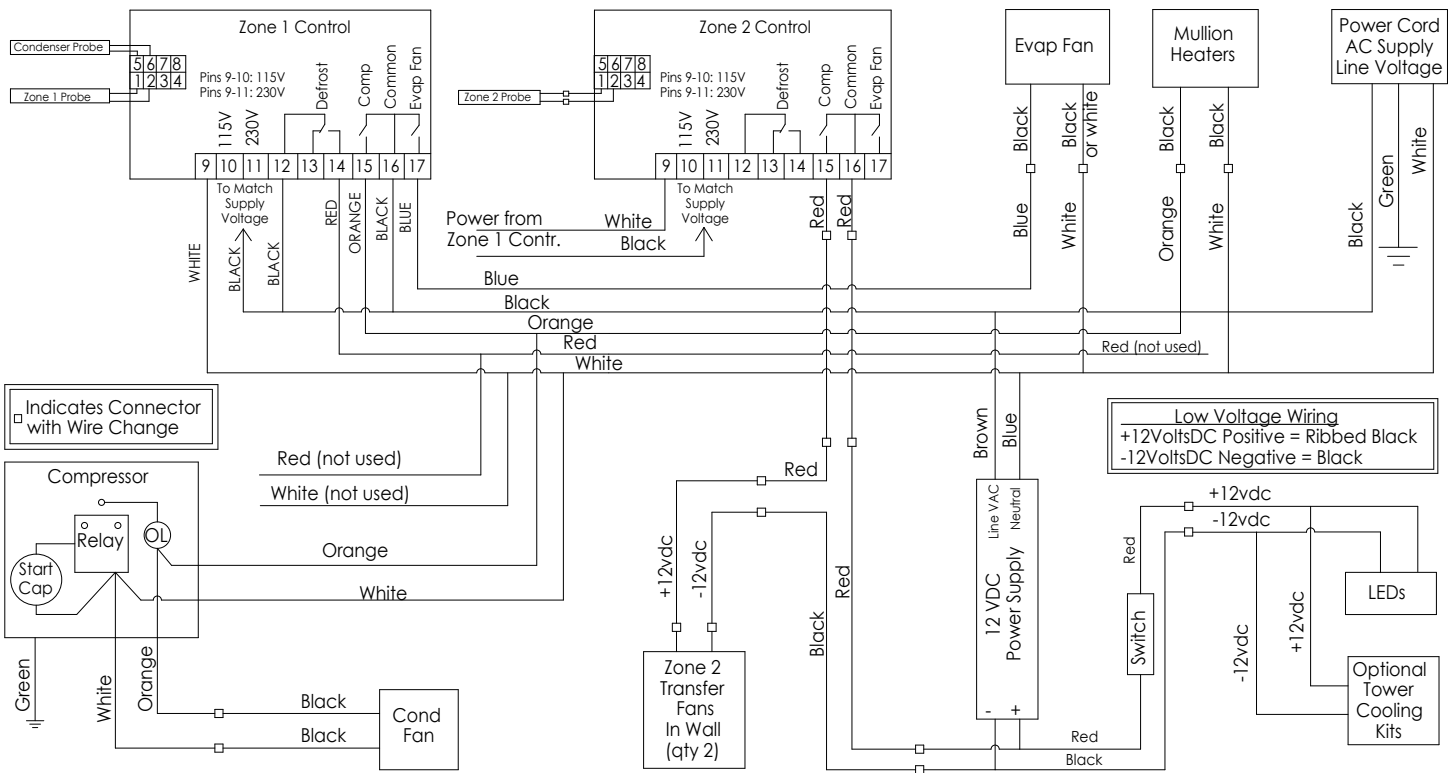 Zone 1 Control
Condenser Probe
5 6 7 8
1 2 3 4
Zone 1 Probe
Pins 9-10: 115V
Pins 9-11: 230V
115V
230V
Defrost
Comp
Common
Evap Fan
9 10 11 12 13 14 15 16 17
To Match
Supply
Voltage
WHITE
BLACK
BLACK
RED
ORANGE
BLACK
BLUE
Zone 2 Control
5 6 7 8
1 2 3 4
Zone 2 Probe
Pins 9-10: 115V
Pins 9-11: 230V
115V
230V
Defrost
Comp
Common
Evap Fan
9 10 11 12 13 14 15 16 17
To Match
Supply
Voltage
Power from
Zone 1 Contr.
White
Black
Red
Red
Evap Fan
Black
Black
or white
Blue
White
Mullion
Heaters
Black
Black
Orange
White
Power Cord
AC Supply
Line Voltage
Black
Green
White
Blue
Black
Orange
Red
White
Red (not used)
Indicates Connector
with Wire Change
Red (not used)
White (not used)
Compressor
Relay
OL
Start
Cap
Orange
White
Green
White
Orange
Black
Black
Cond
Fan
Red
+12vdc
-12vdc
Zone 2
Transfer
Fans
In Wall
(qty 2)
Black
Red
Brown
Blue
Line VAC
Neutral
12 VDC
Power Supply
- +
Red
Black
Low Voltage Wiring
+12VoltsDC Positive = Ribbed Black
-12VoltsDC Negative = Black
+12vdc
-12vdc
Red
Switch
-12vdc
+12vdc
LEDs
Optional
Tower
Cooling
Kits